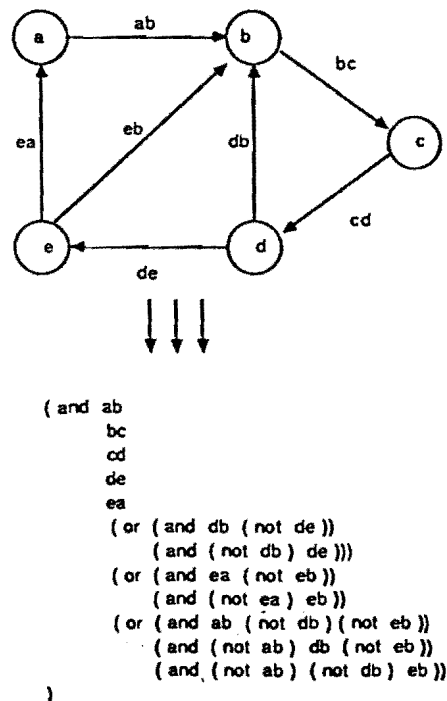 a
ab
b
bc
ea
eb
db
c
cd
e
d
de
( and ab
bc
cd
de
ea
( or ( and db ( not de ))
( and ( not db ) de )))
( or ( and ea ( not eb ))
( and ( not ea ) eb ))
( or ( and ab ( not db ) ( not eb ))
( and ( not ab ) db ( not eb ))
( and ( not ab ) ( not db ) eb ))
)